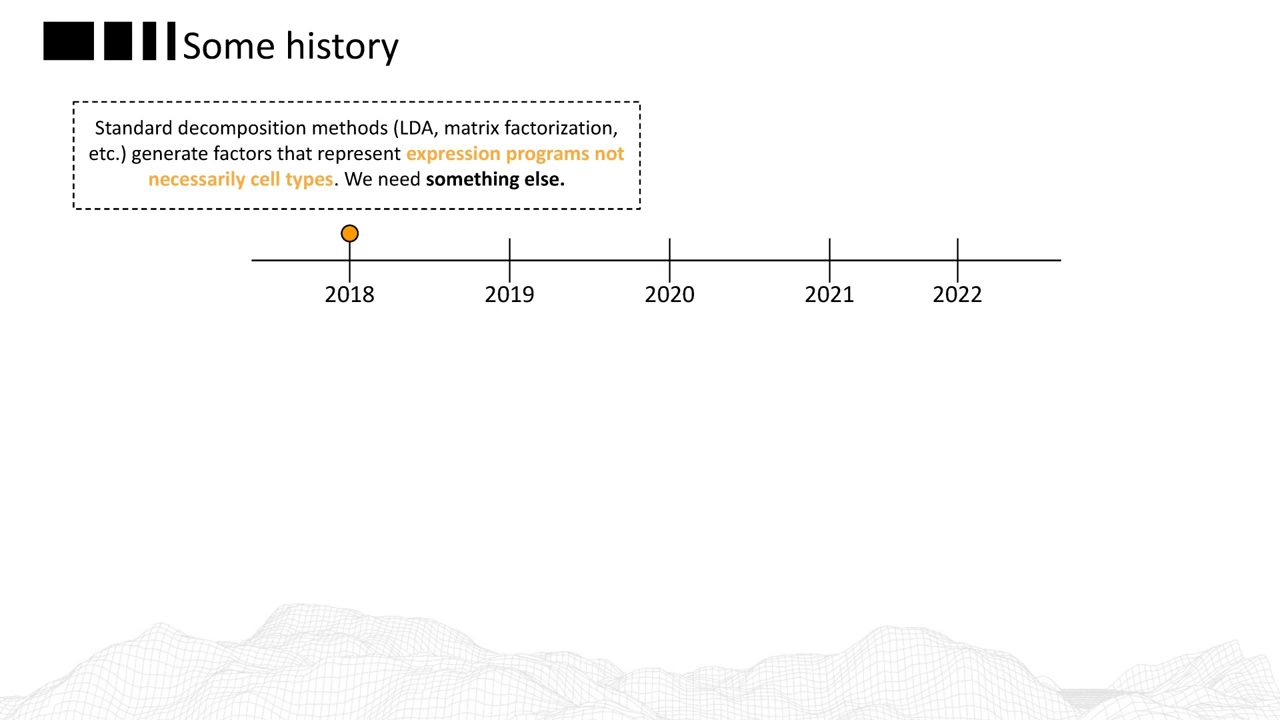 Some history
Standard decomposition methods (LDA, matrix factorization,
etc.) generate factors that represent expression programs not
necessarily cell types. We need something else.
2018 2019 2020 2021 2022